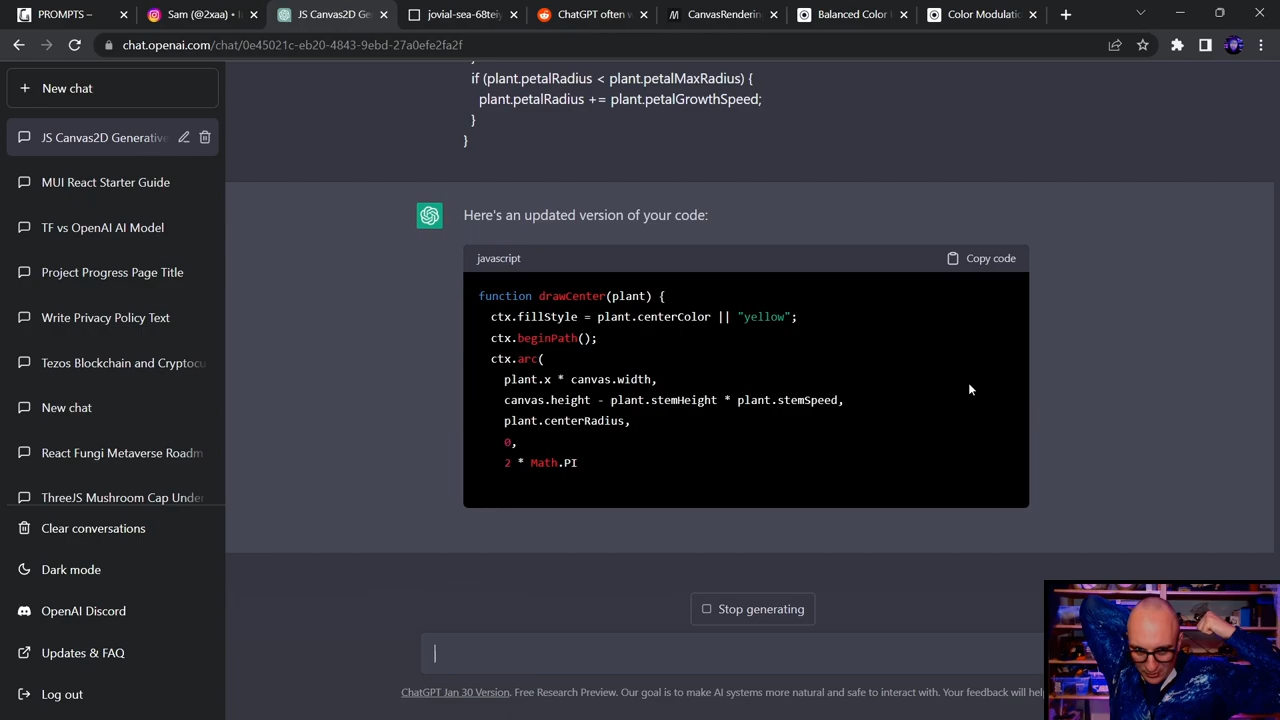 PROMPTS –
Sam (@2xaa) • I
JS Canvas2D Gene
jovial-sea-68teiy
ChatGPT often w
CanvasRendering
Balanced Color
Color Modulation
chat.openai.com/chat/0e45021c-eb20-4843-9ebd-27a0efe2fa2f
New chat
JS Canvas2D Generative
MUI React Starter Guide
TF vs OpenAI AI Model
Project Progress Page Title
Write Privacy Policy Text
Tezos Blockchain and Cryptocu
New chat
React Fungi Metaverse Roadm
ThreeJS Mushroom Cap Under
Clear conversations
Dark mode
OpenAI Discord
Updates & FAQ
Log out
}
if (plant.petalRadius < plant.petalMaxRadius) {
plant.petalRadius += plant.petalGrowthSpeed;
}
}
Here's an updated version of your code:
javascript
Copy code
function drawCenter(plant) {
ctx.fillStyle = plant.centerColor || "yellow";
ctx.beginPath();
ctx.arc(
plant.x * canvas.width,
canvas.height - plant.stemHeight * plant.stemSpeed,
plant.centerRadius,
0,
2 * Math.PI
Stop generating
ChatGPT Jan 30 Version. Free Research Preview. Our goal is to make AI systems more natural and safe to interact with. Your feedback will help